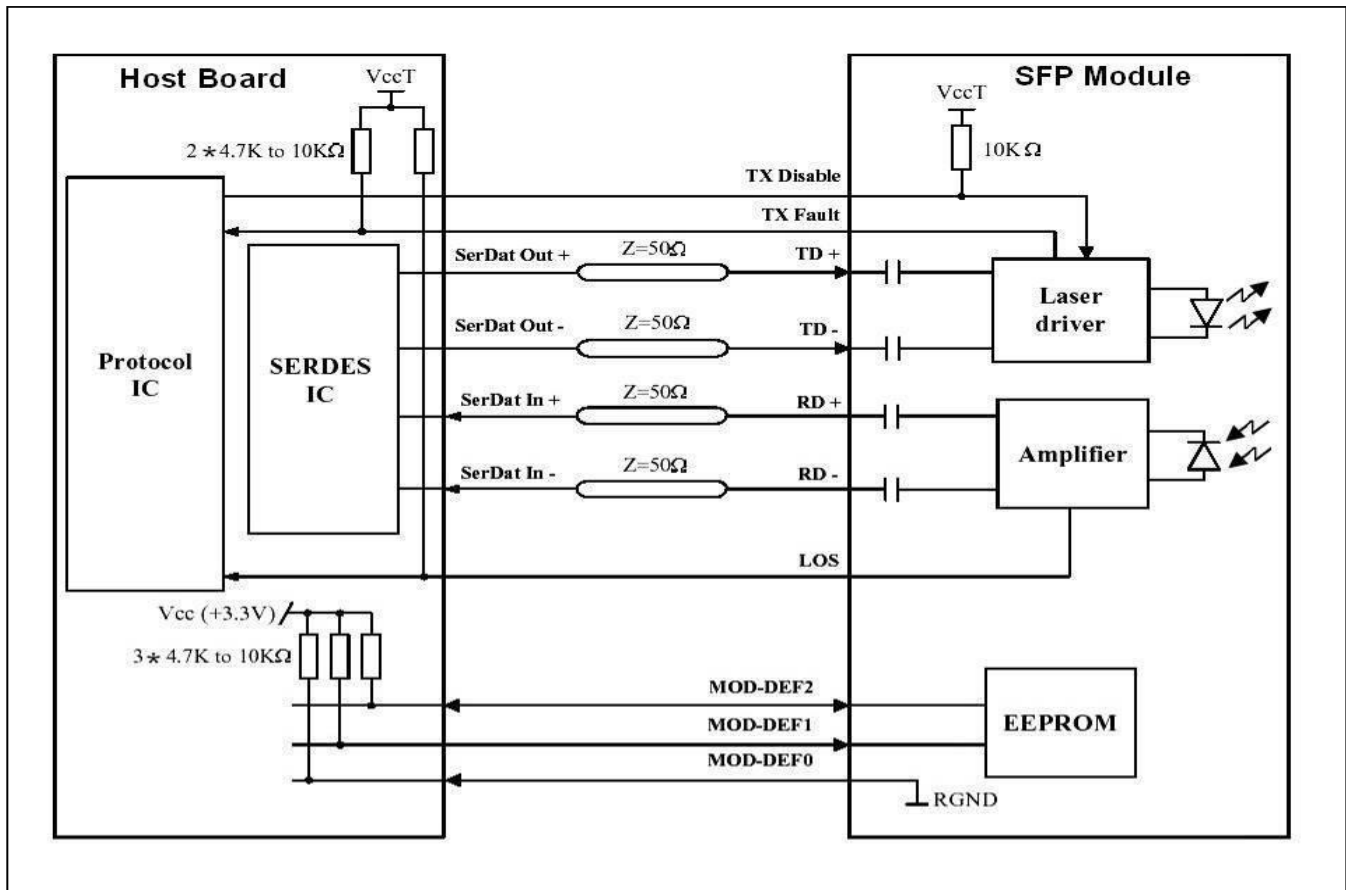 Host Board
SFP Module
VccT
VccT
2 * 4.7K to 10KΩ
10K Ω
TX Disable
TX Fault
SerDat Out +
Z=50Ω
TD +
Laser
driver
SerDat Out -
Z=50Ω
TD -
Protocol
IC
SERDES
IC
SerDat In +
Z=50Ω
RD +
Amplifier
SerDat In -
Z=50Ω
RD -
LOS
Vcc (+3.3V)
3 * 4.7K to 10KΩ
MOD-DEF2
MOD-DEF1
EEPROM
MOD-DEF0
RGND